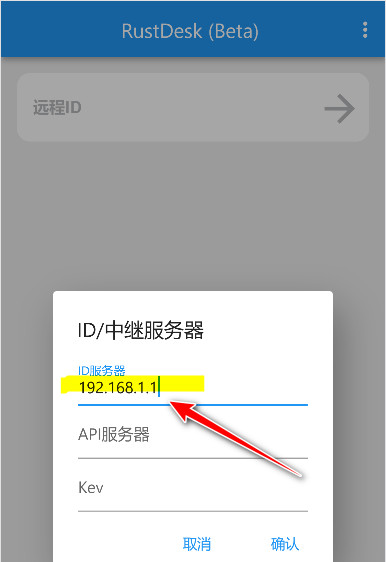 RustDesk (Beta)
远程ID
ID/中继服务器
ID服务器
192.168.1.1
API服务器
Key
取消
确认